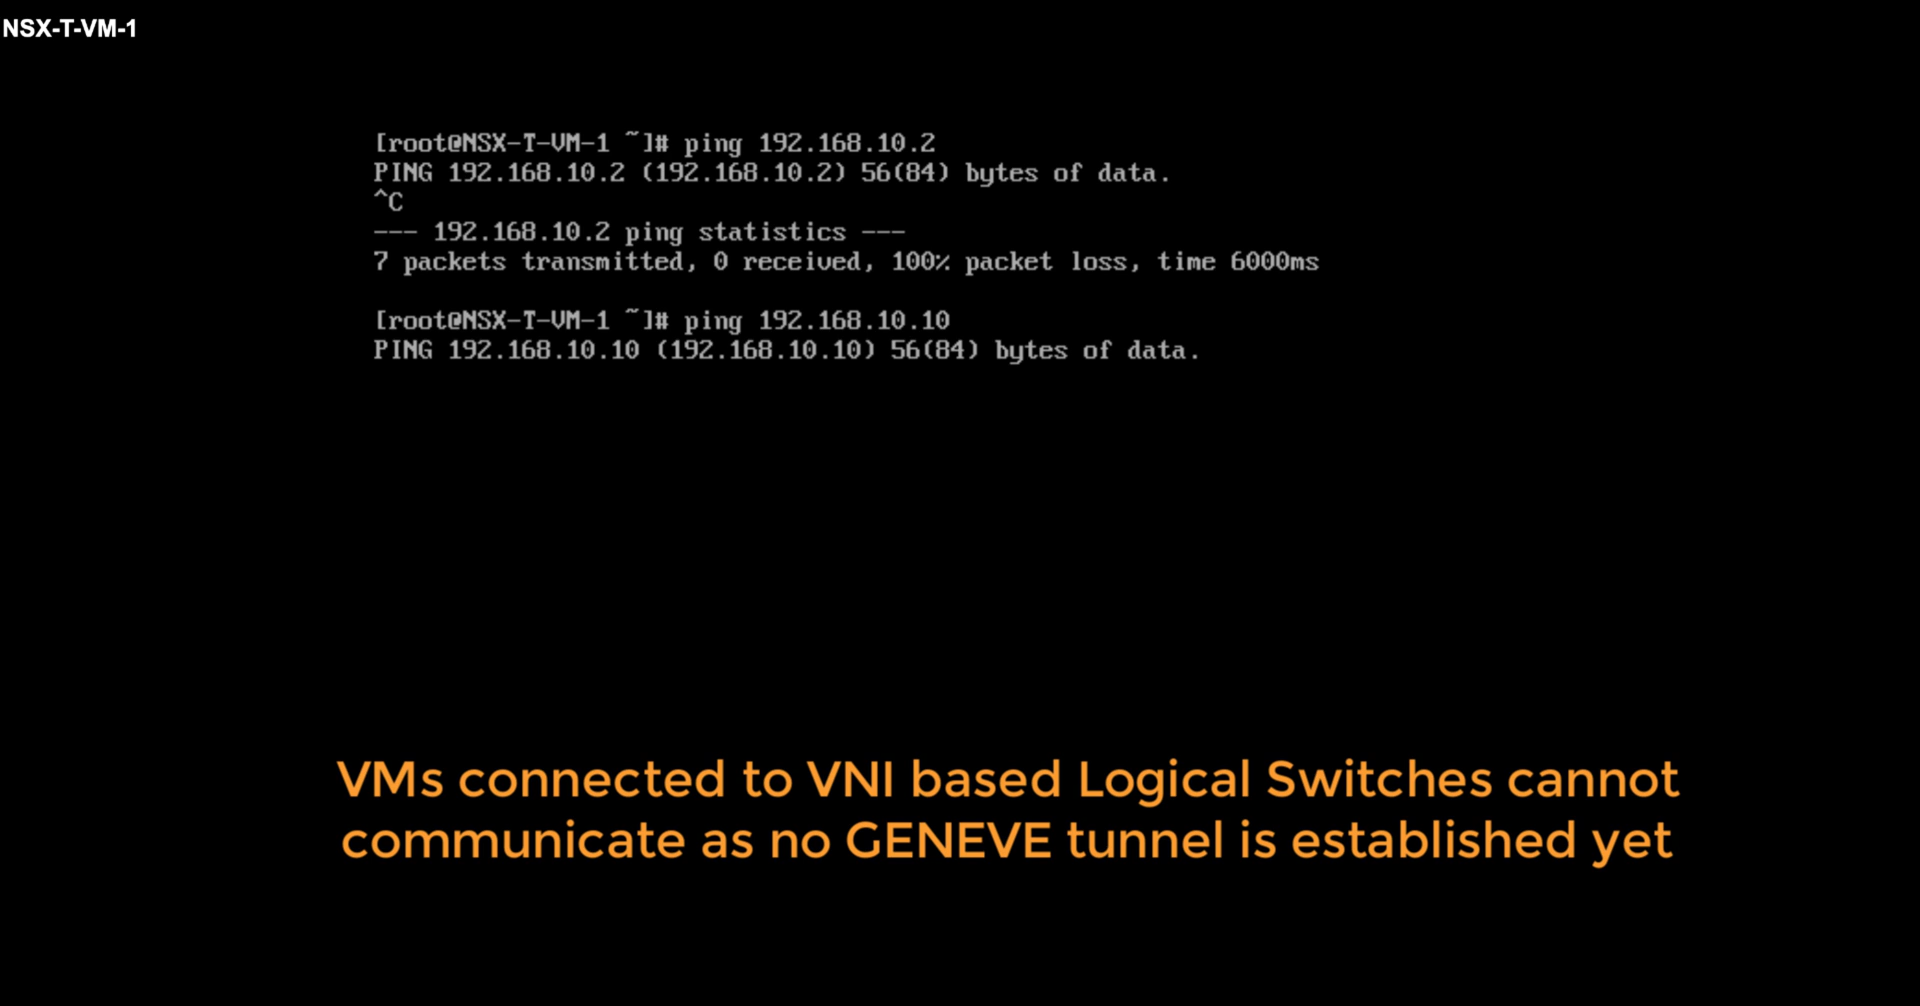 NSX-T-VM-1
[root@NSX-T-VM-1 ~]# ping 192.168.10.2
PING 192.168.10.2 (192.168.10.2) 56(84) bytes of data.
^C
--- 192.168.10.2 ping statistics ---
7 packets transmitted, 0 received, 100% packet loss, time 6000ms
[root@NSX-T-VM-1 ~]# ping 192.168.10.10
PING 192.168.10.10 (192.168.10.10) 56(84) bytes of data.
VMs connected to VNI based Logical Switches cannot
communicate as no GENEVE tunnel is established yet